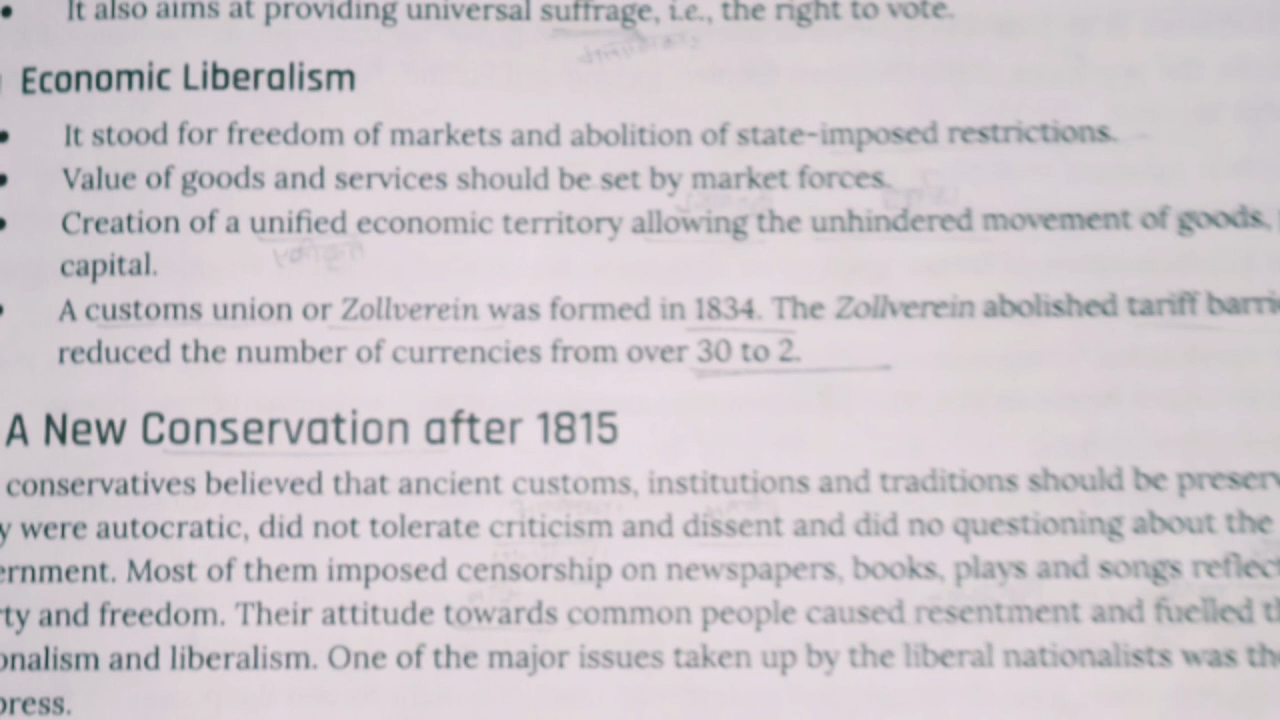 It also aims at providing universal suffrage, i.e., the right to vote.
Economic Liberalism
It stood for freedom of markets and abolition of state-imposed restrictions.
Value of goods and services should be set by market forces.
Creation of a unified economic territory allowing the unhindered movement of goods,
capital.
A customs union or Zollverein was formed in 1834. The Zollverein abolished tariff barri
reduced the number of currencies from over 30 to 2.
A New Conservation after 1815
conservatives believed that ancient customs, institutions and traditions should be preserv
y were autocratic, did not tolerate criticism and dissent and did no questioning about the
ernment. Most of them imposed censorship on newspapers, books, plays and songs reflect
rty and freedom. Their attitude towards common people caused resentment and fuelled th
onalism and liberalism. One of the major issues taken up by the liberal nationalists was the
press.